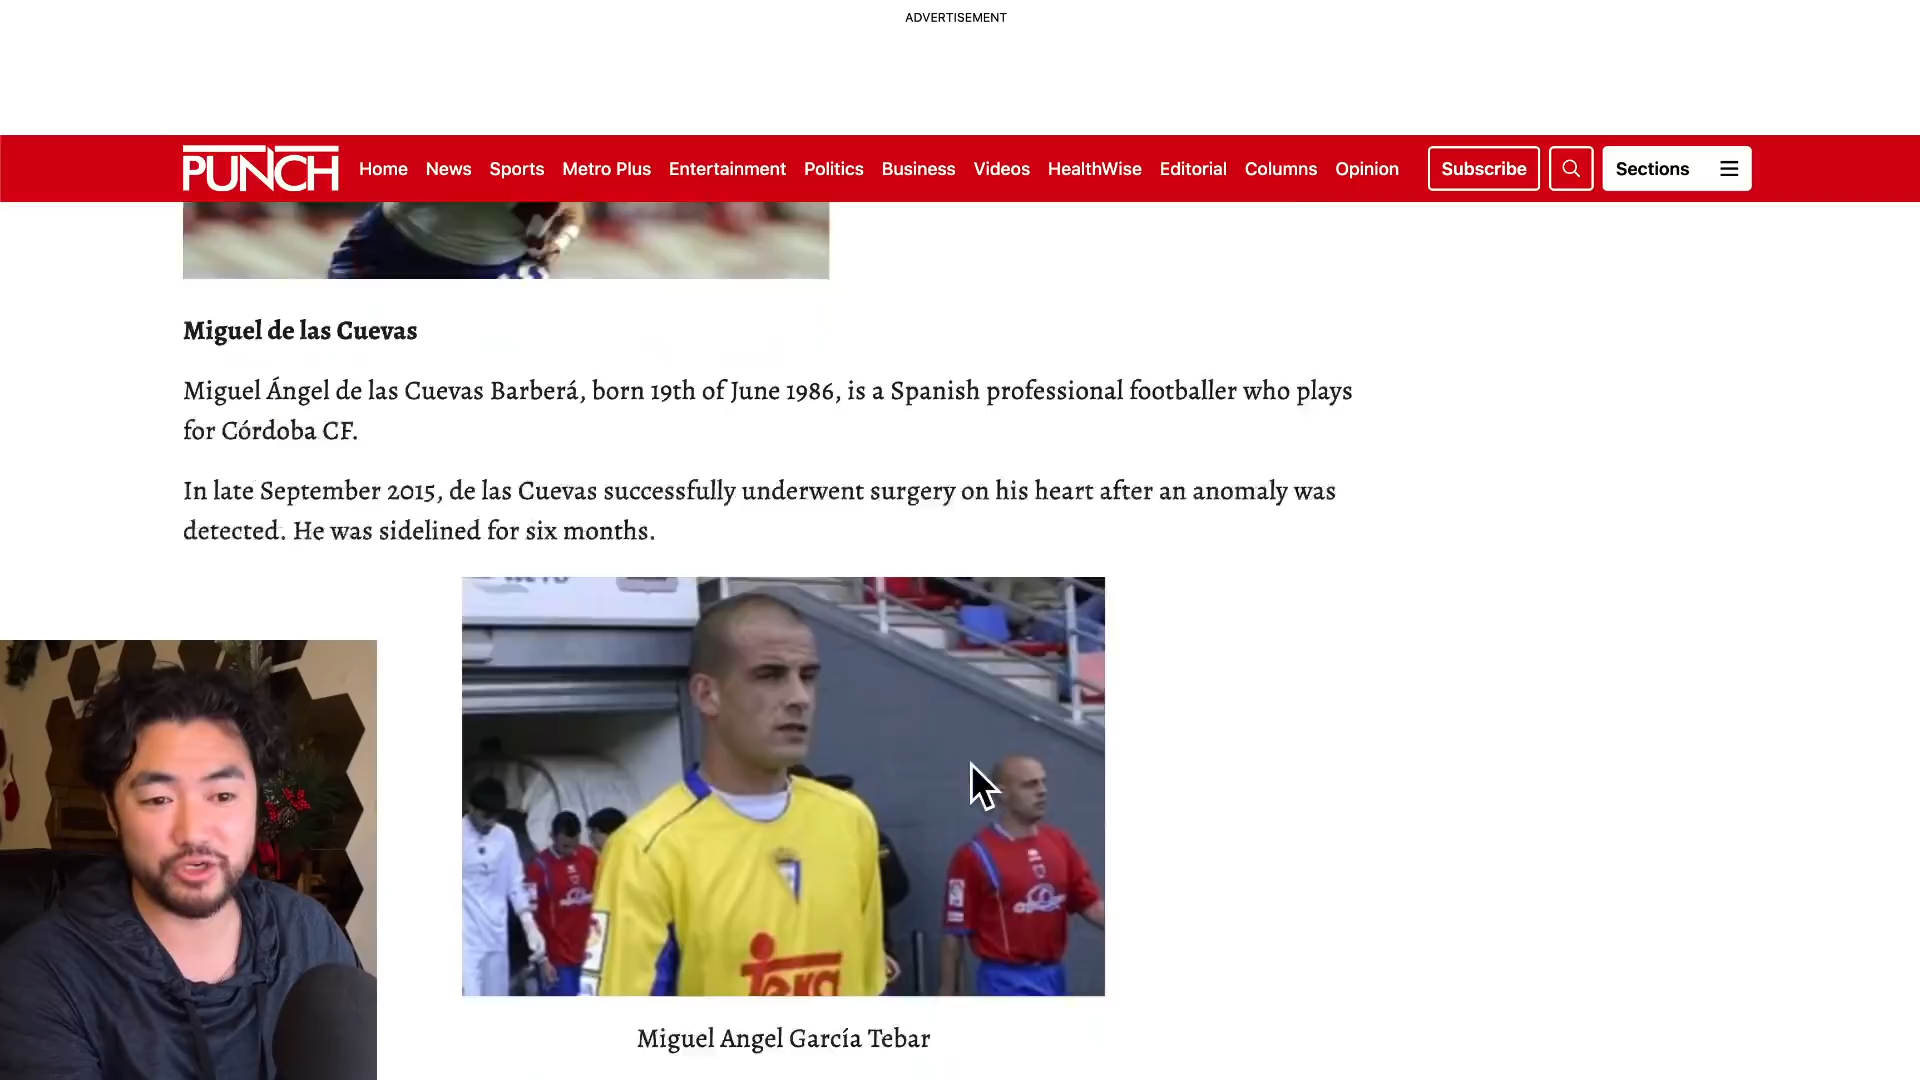 ADVERTISEMENT
PUNCH Home News Sports Metro Plus Entertainment Politics Business Videos HealthWise Editorial Columns Opinion Subscribe Sections
Miguel de las Cuevas
Miguel Ángel de las Cuevas Barberá, born 19th of June 1986, is a Spanish professional footballer who plays
for Córdoba CF.
In late September 2015, de las Cuevas successfully underwent surgery on his heart after an anomaly was
detected. He was sidelined for six months.
Miguel Angel García Tebar